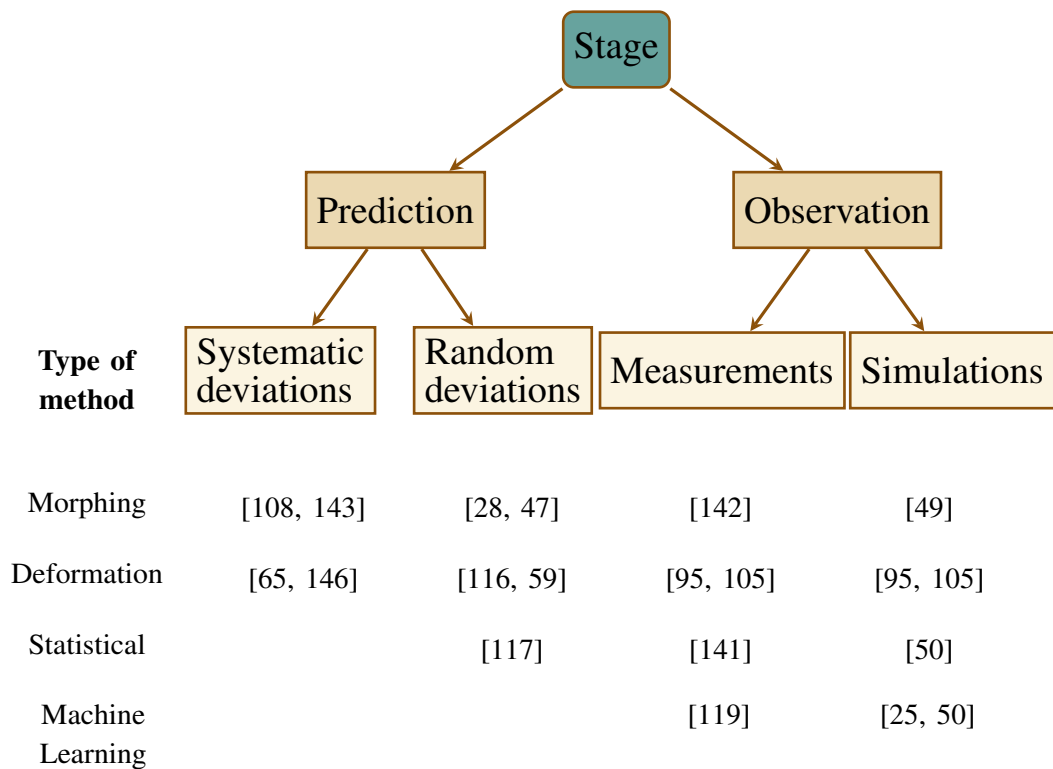 Stage
Prediction
Observation
Type of
method
Systematic
deviations
Random
deviations
Measurements
Simulations
Morphing
[108, 143]
[28, 47]
[142]
[49]
Deformation
[65, 146]
[116, 59]
[95, 105]
[95, 105]
Statistical
[117]
[141]
[50]
Machine
Learning
[119]
[25, 50]